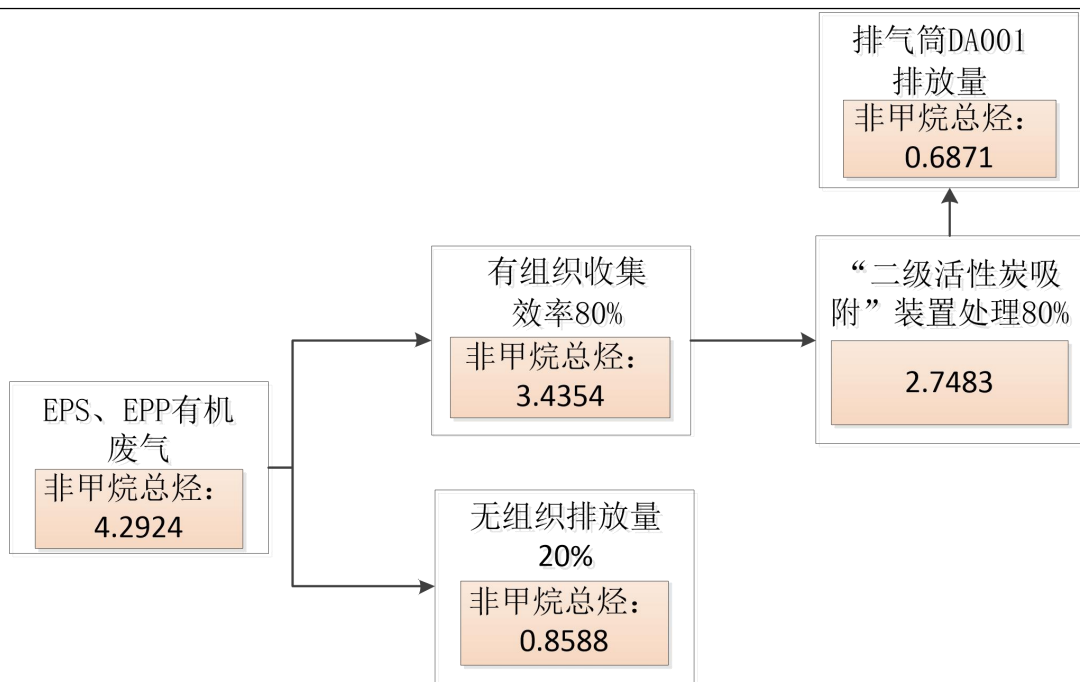 排气筒DA001
排放量
非甲烷总烃：
0.6871
有组织收集
效率80%
非甲烷总烃：
3.4354
“二级活性炭吸
附”装置处理80%
2.7483
EPS、EPP有机
废气
非甲烷总烃：
4.2924
无组织排放量
20%
非甲烷总烃：
0.8588